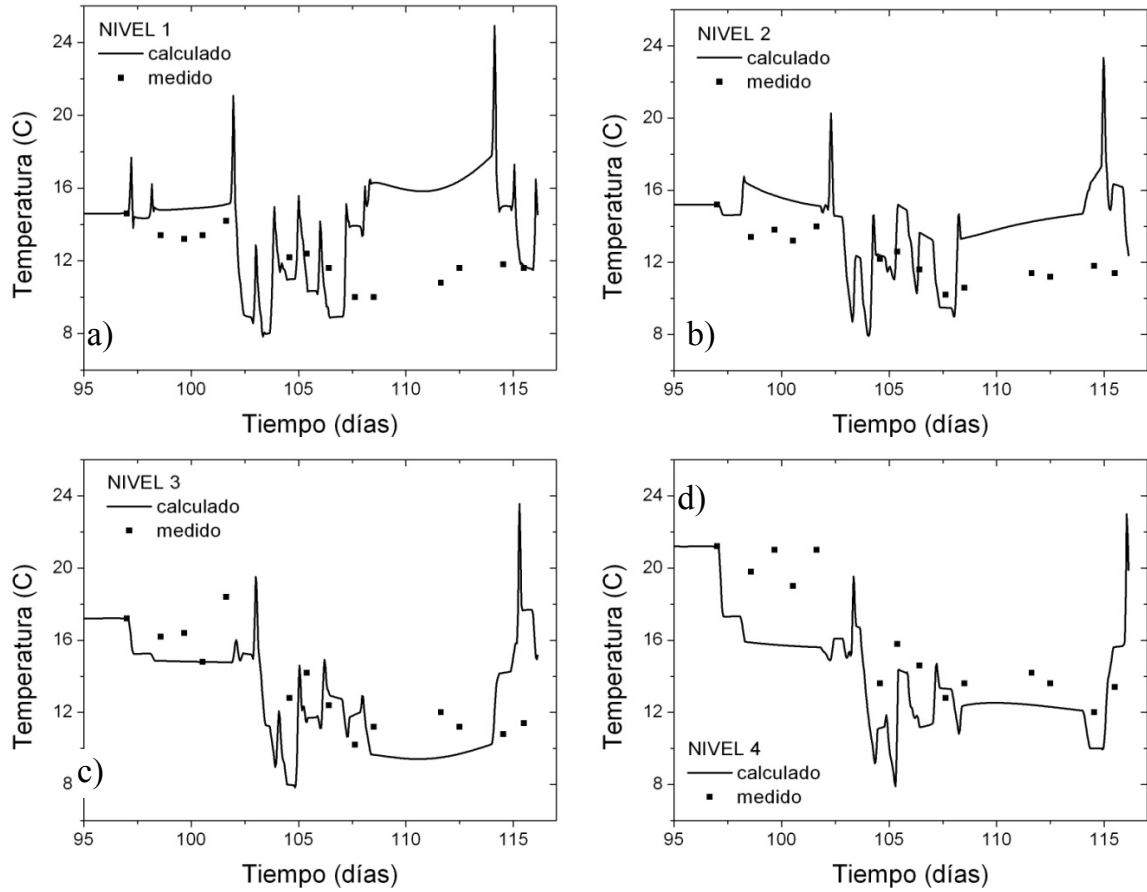 NIVEL 1
calculado
medido
24
20
16
12
8
Temperatura (C)
a)
95
100
105
110
115
Tiempo (días)
NIVEL 2
calculado
medido
24
20
16
12
8
Temperatura (C)
b)
95
100
105
110
115
Tiempo (días)
NIVEL 3
calculado
medido
24
20
16
12
8
Temperatura (C)
c)
95
100
105
110
115
Tiempo (días)
d)
24
20
16
12
8
Temperatura (C)
NIVEL 4
calculado
medido
95
100
105
110
115
Tiempo (días)